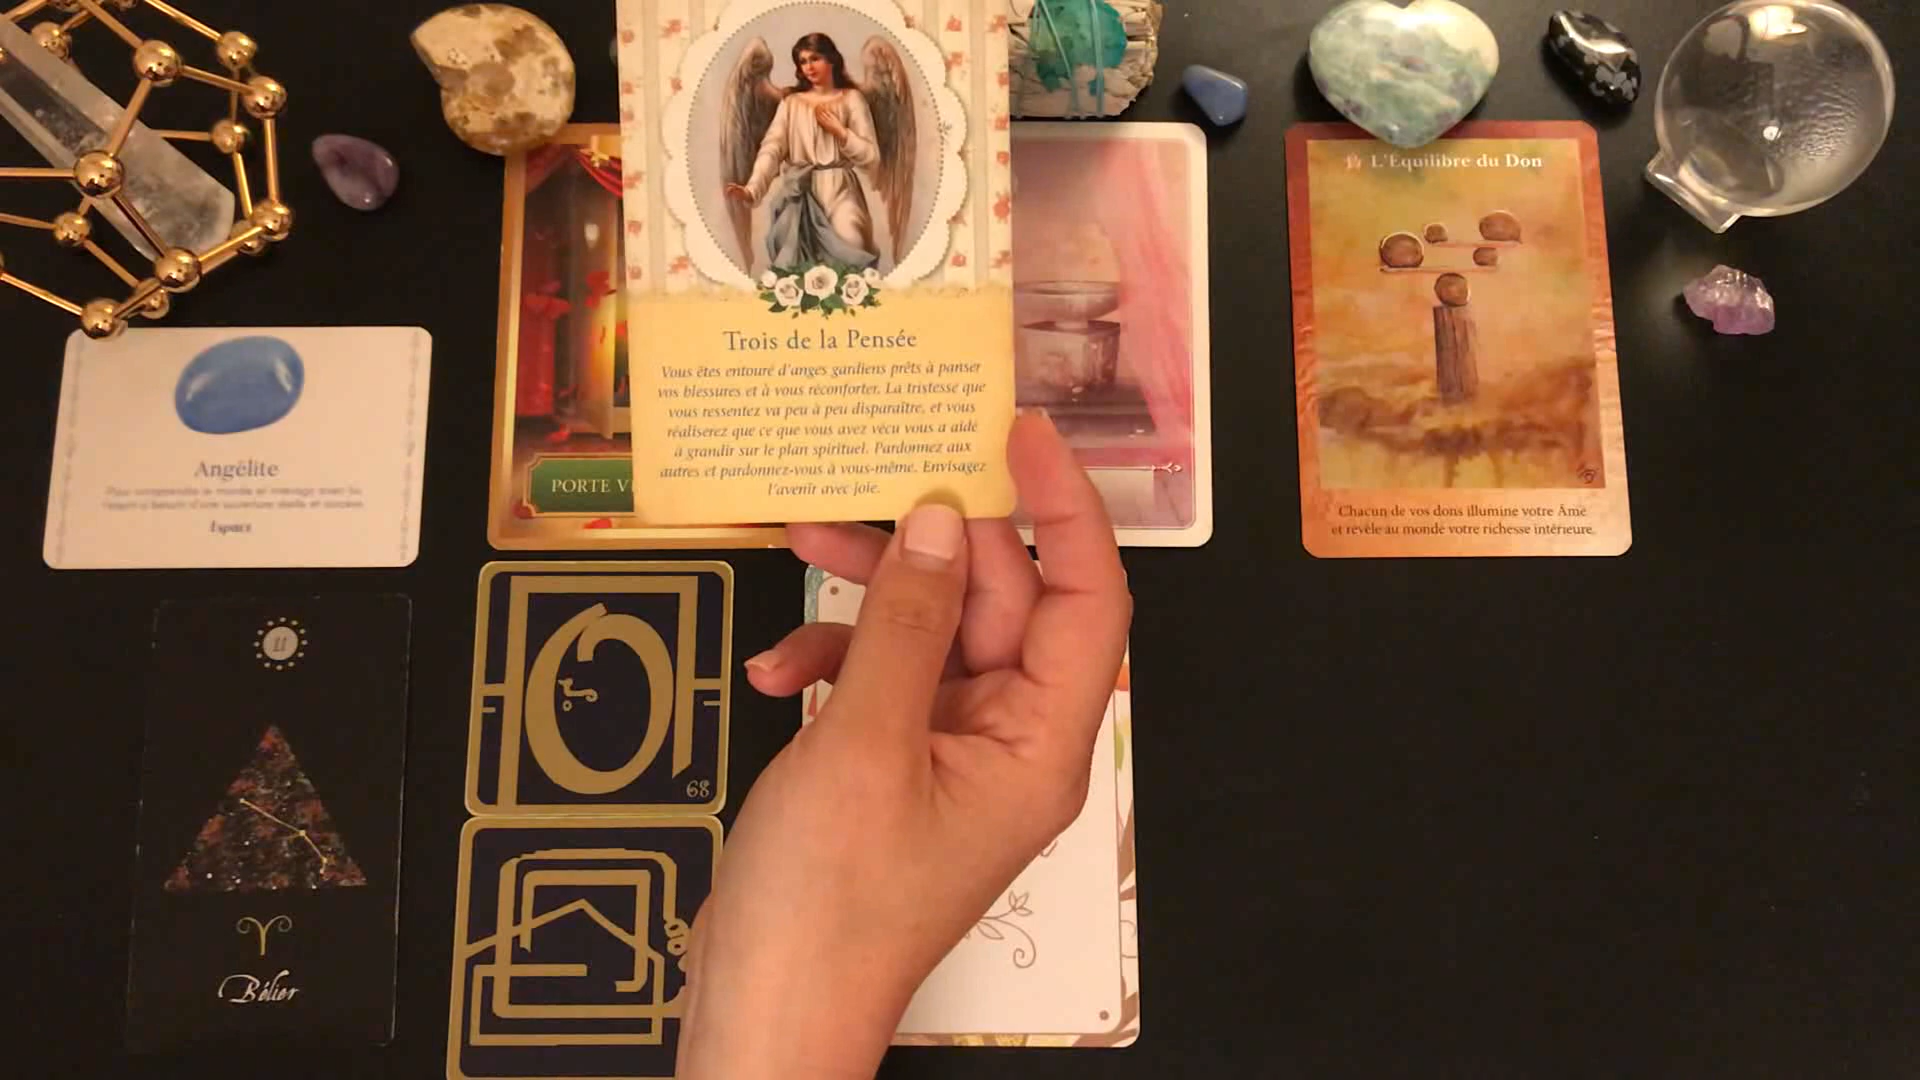 Trois de la Pensée
Vous êtes entouré d'anges gardiens prêts à panser
vos blessures et à vous réconforter. La tristesse que
vous ressentez va peu à peu disparaître, et vous
réaliserez que ce que vous avez vécu vous a aidé
à grandir sur le plan spirituel. Pardonnez aux
autres et pardonnez-vous à vous-même. Envisagez
l'avenir avec joie.
L'Equilibre du Don
Chacun de vos dons illumine votre Âme
et révèle au monde votre richesse intérieure.
Angélite
Espace
PORTE
11
Bélier
68